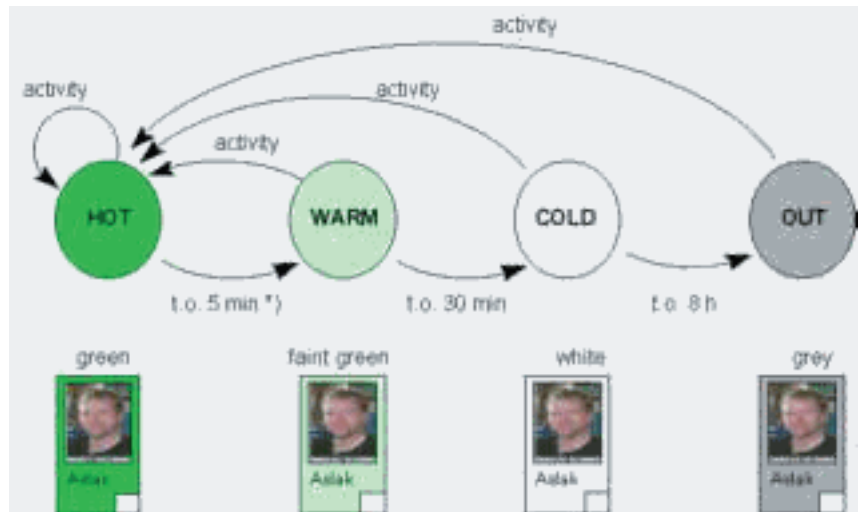 activity
activity
activity
activity
HOT
WARM
COLD
OUT
t.o. 5 min *)
t.o. 30 min
t.o. 8 h
green
faint green
white
grey
Aslak
Aslak
Aslak
Aslak